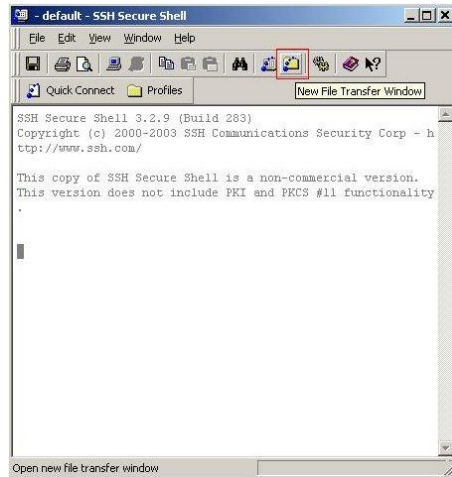 - default - SSH Secure Shell
File Edit View Window Help
Quick Connect Profiles
New File Transfer Window
SSH Secure Shell 3.2.9 (Build 283)
Copyright (c) 2000-2003 SSH Communications Security Corp - h
ttp://www.ssh.com/
This copy of SSH Secure Shell is a non-commercial version.
This version does not include PKI and PKCS #11 functionality
.
Open new file transfer window